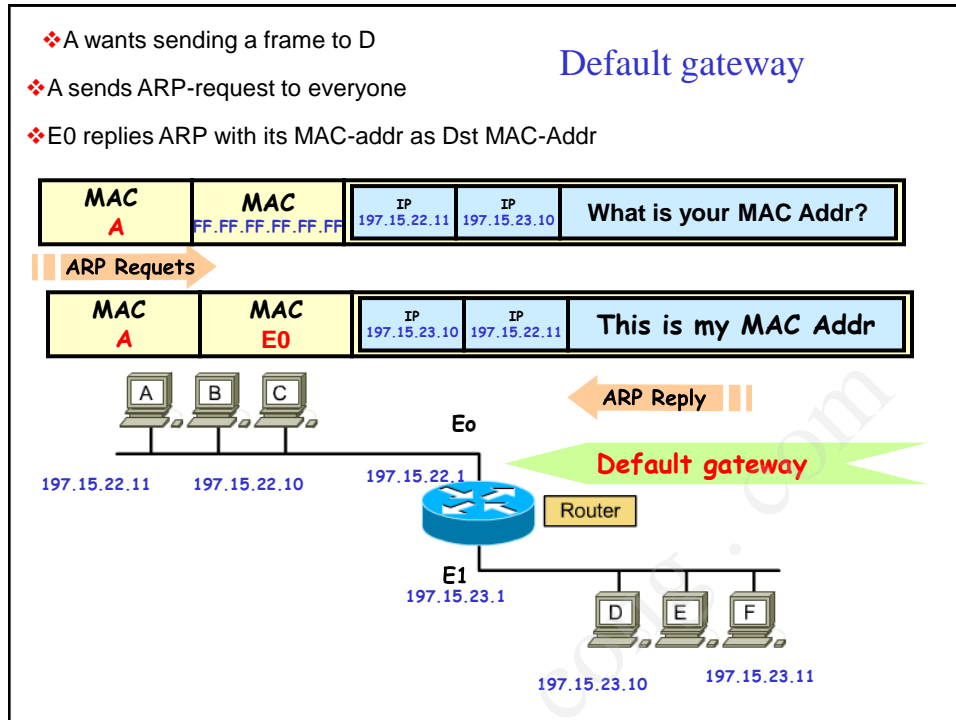 ❖A wants sending a frame to D
Default gateway
❖A sends ARP-request to everyone
❖E0 replies ARP with its MAC-addr as Dst MAC-Addr
MAC
A
MAC
FF.FF.FF.FF.FF.FF
IP
197.15.22.11
IP
197.15.23.10
What is your MAC Addr?
ARP Requets
MAC
A
MAC
E0
IP
197.15.23.10
IP
197.15.22.11
This is my MAC Addr
A
B
C
ARP Reply
Eo
197.15.22.11
197.15.22.10
197.15.22.1
Default gateway
Router
E1
197.15.23.1
D
E
F
197.15.23.10
197.15.23.11
cong . com